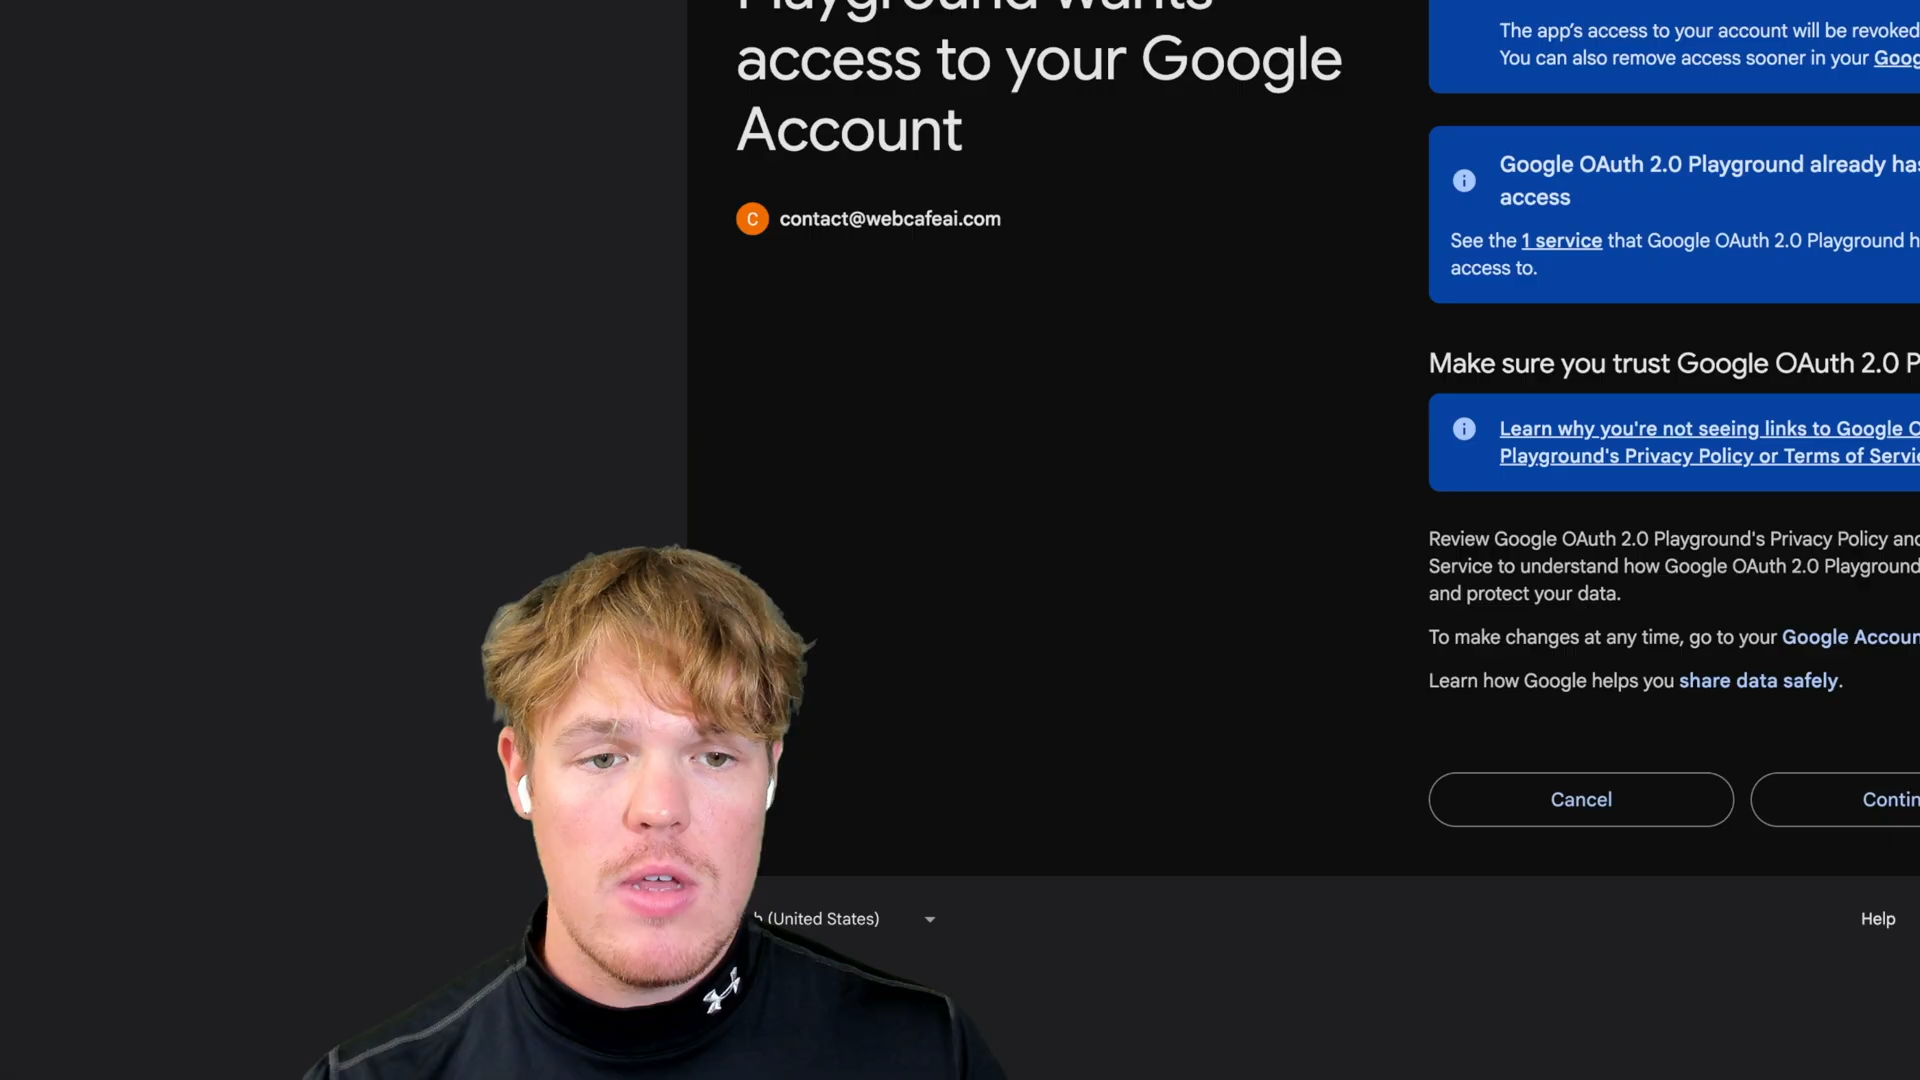 Playground wants
access to your Google
Account
C contact@webcafeai.com
The app's access to your account will be revoked
You can also remove access sooner in your
Google OAuth 2.0 Playground already has
access
See the 1 service that Google OAuth 2.0 Playground
access to.
Make sure you trust Google OAuth 2.0
Learn why you're not seeing links to Google
Playground's Privacy Policy or Terms of
Review Google OAuth 2.0 Playground's Privacy Policy and
Service to understand how Google OAuth 2.0 Playground
and protect your data.
To make changes at any time, go to your Google
Learn how Google helps you share data safely.
Cancel
(United States)
Help